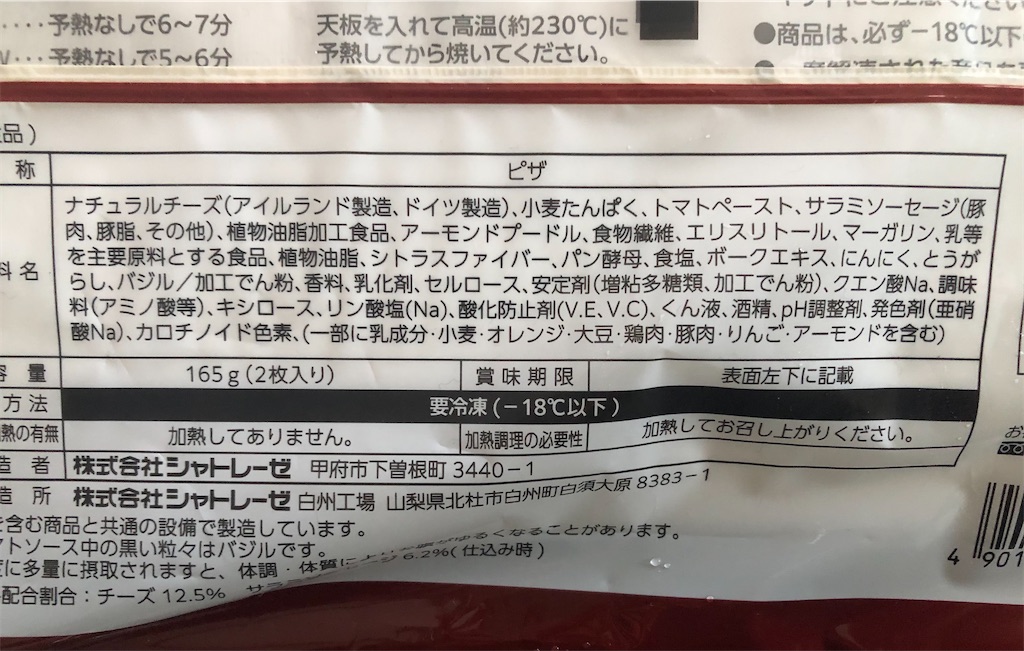 ‥‥予熱なしで6〜7分
W‥‥予熱なしで5〜6分
天板を入れて高温(約230℃)に
予熱してから焼いてください。
●商品は、必ず−18℃以下
品)
称
ピザ
料名
ナチュラルチーズ(アイルランド製造、ドイツ製造)、小麦たんぱく、トマトペースト、サラミソーセージ(豚
肉、豚脂、その他)、植物油脂加工食品、アーモンドプードル、食物繊維、エリスリトール、マーガリン、乳等
を主要原料とする食品、植物油脂、シトラスファイバー、パン酵母、食塩、ポークエキス、にんにく、とうが
らし、バジル/加工でん粉、香料、乳化剤、セルロース、安定剤(増粘多糖類、加工でん粉)、クエン酸Na、調味
料(アミノ酸等)、キシロース、リン酸塩(Na)、酸化防止剤(V.E、V.C)、くん液、酒精、pH調整剤、発色剤(亜硝
酸Na)、カロチノイド色素、(一部に乳成分・小麦・オレンジ・大豆・鶏肉・豚肉・りんご・アーモンドを含む)
容量
165g(2枚入り)
賞味期限
表面左下に記載
方法
要冷凍(−18℃以下)
熱の有無
加熱してありません。
加熱調理の必要性
加熱してお召し上がりください。
造者
株式会社シャトレーゼ 甲府市下曽根町3440−1
造所
株式会社シャトレーゼ 白州工場 山梨県北杜市白州町白須大原8383−1
を含む商品と共通の設備で製造しています。
マトソース中の黒い粒々はバジルです。
に多量に摂取されますと、体調・体質により ゆるくなることがあります。
配合割合:チーズ12.5% サ 6.2%(仕込み時)
お
4 901